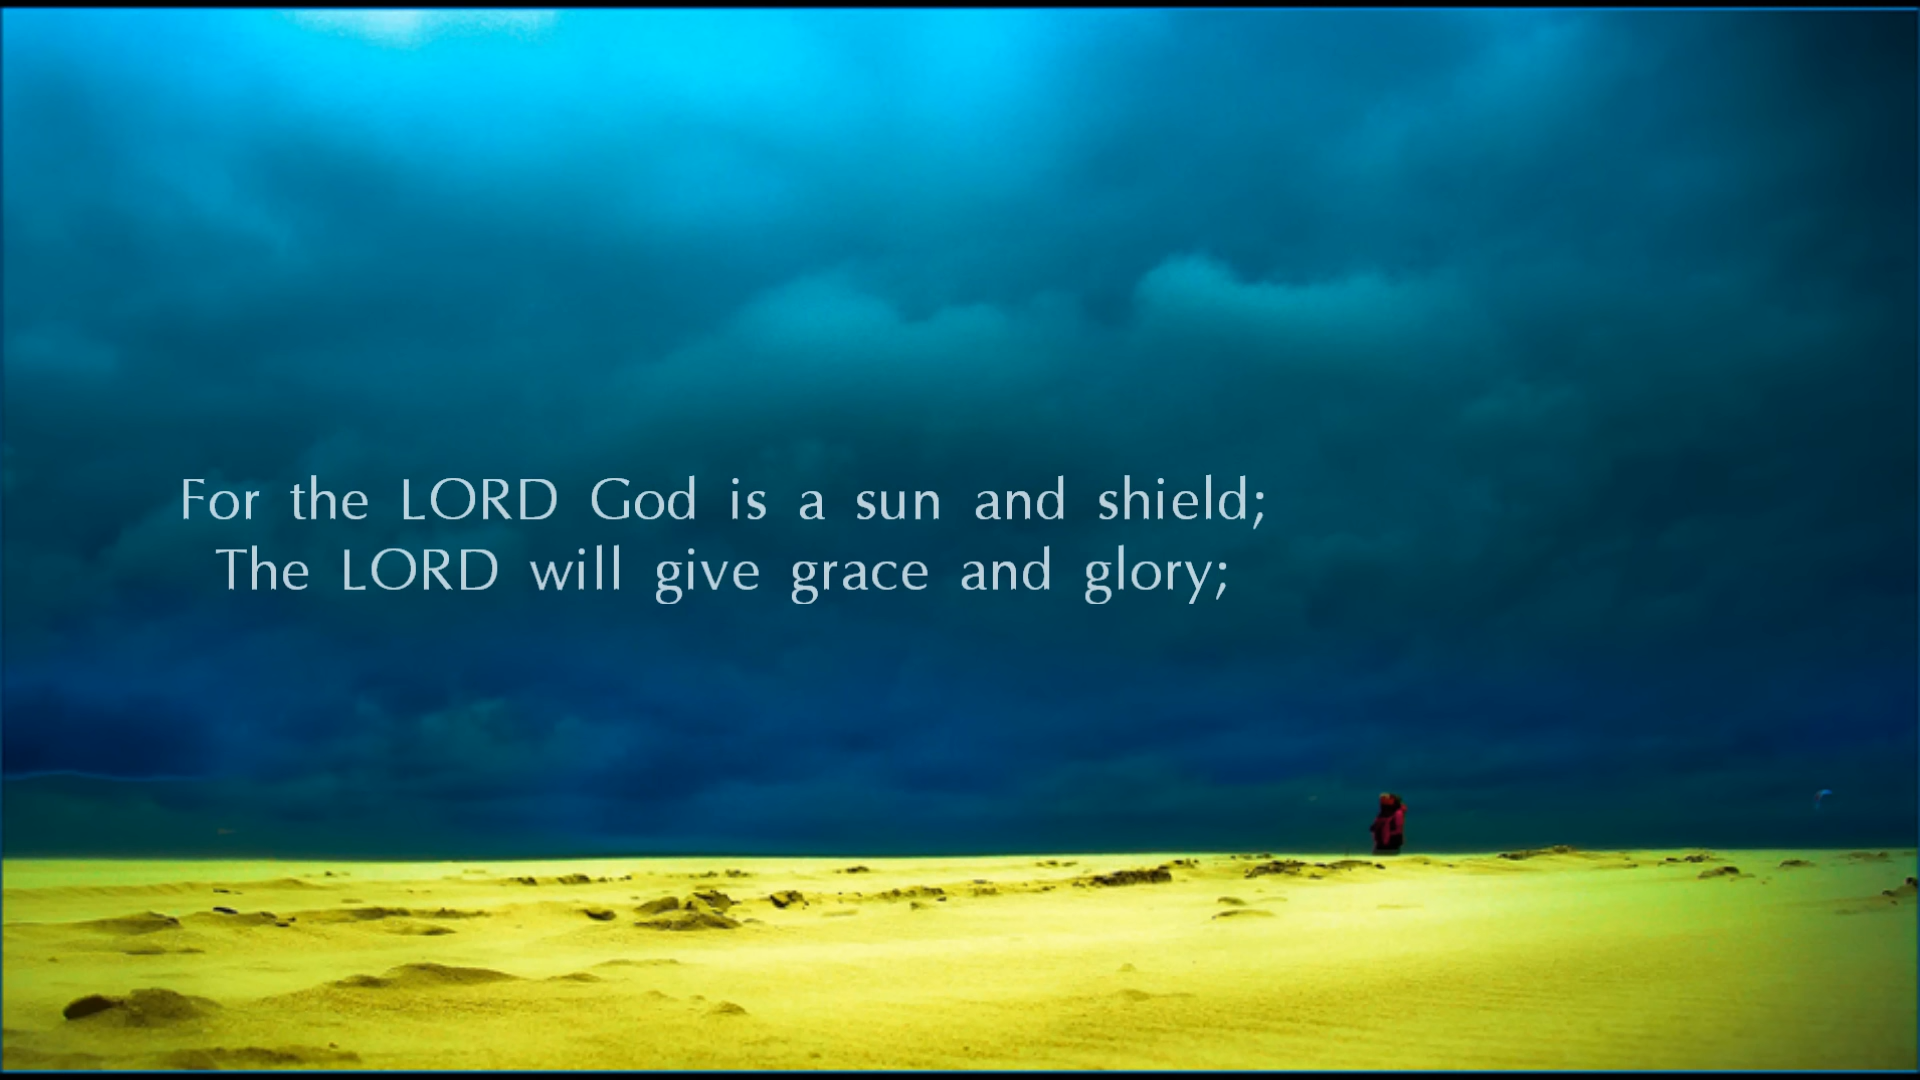 For the LORD God is a sun and shield;
The LORD will give grace and glory;